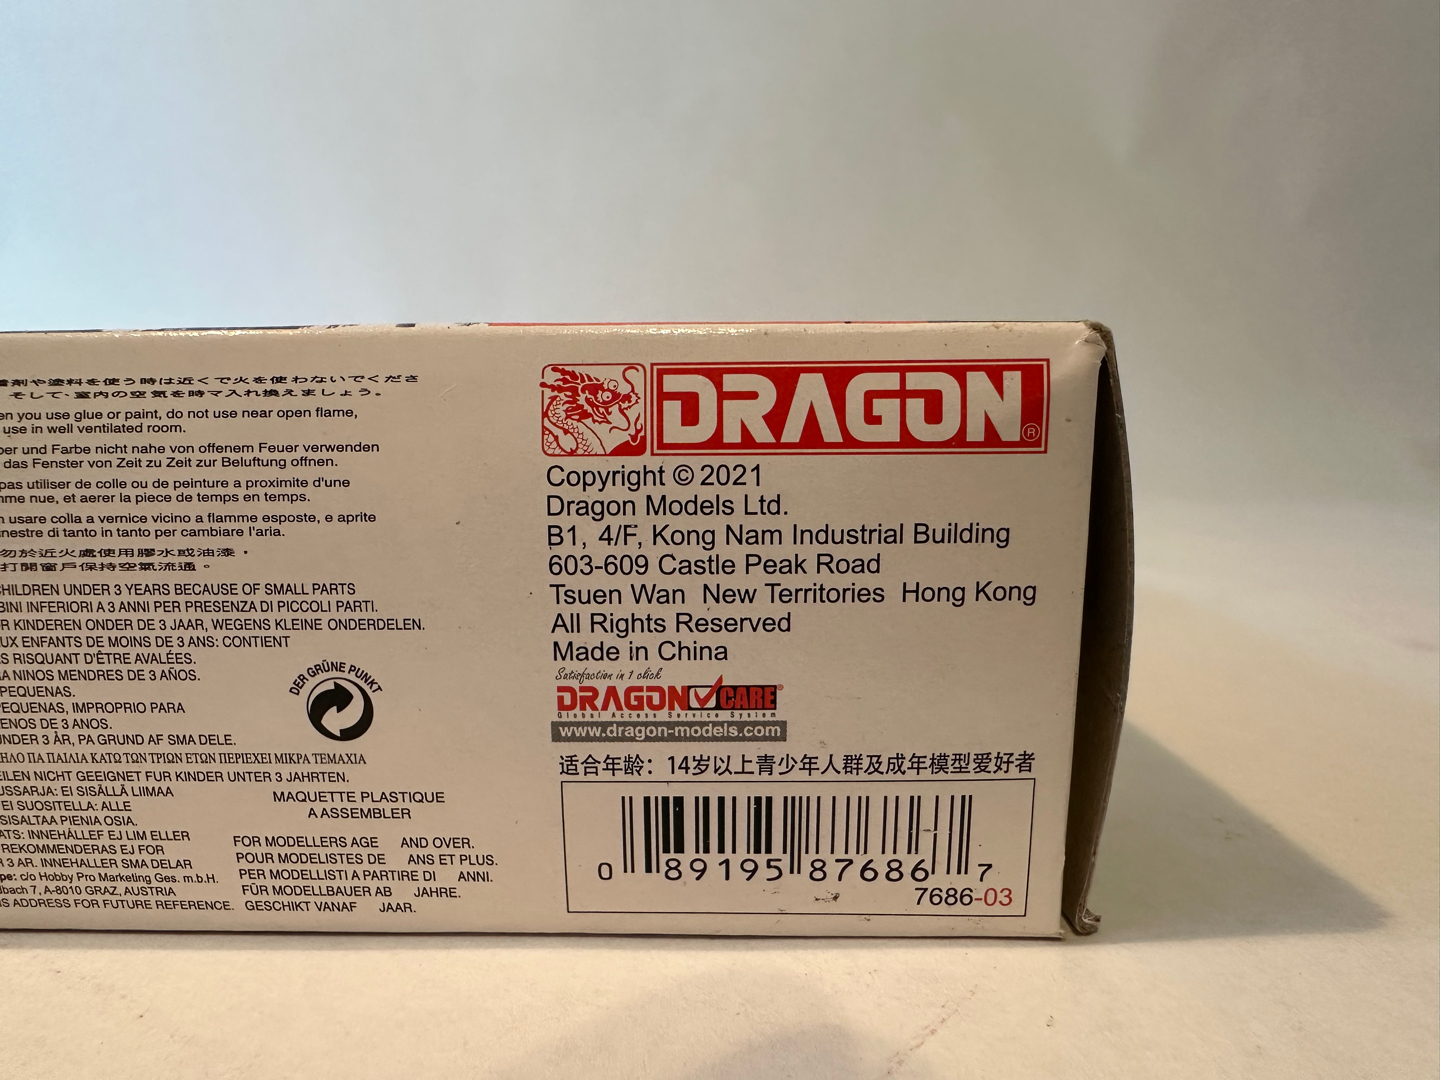 着剤や塗料を使う時は近くで火を使わないでくださ
そして、室内の空気を時マ入れ換えましょう。
en you use glue or paint, do not use near open flame,
use in well ventilated room.
ber und Farbe nicht nahe von offenem Feuer verwenden
das Fenster von Zeit zu Zeit zur Beluftung offnen.
pas utiliser de colle ou de peinture a proximite d'une
mme nue, et aerer la piece de temps en temps.
n usare colla a vernice vicino a flamme esposte, e aprite
inestre di tanto in tanto per cambiare l'aria.
勿於近火處使用膠水或油漆，
打開窗戶保持空氣流通。
CHILDREN UNDER 3 YEARS BECAUSE OF SMALL PARTS
BINI INFERIORI A 3 ANNI PER PRESENZA DI PICCOLI PARTI.
R KINDEREN ONDER DE 3 JAAR, WEGENS KLEINE ONDERDELEN.
UX ENFANTS DE MOINS DE 3 ANS: CONTIENT
S RISQUANT D'ÊTRE AVALÉES.
A NINOS MENDRES DE 3 AÑOS.
PEQUENAS.
PEQUENAS, IMPROPIO PARA
ENOS DE 3 ANOS.
UNDER 3 ÅR, PA GRUND AF SMA DELE.
ΗΛΟ ΠΑ ΠΑΙΛΙΑ ΚΑΤΩ ΤΩΝ ΤΡΙΩΝ ΕΤΩΝ ΠΕΡΙΕΧΕΙ ΜΙΚΡΑ ΤΕΜΑΧΙΑ
EILEN NICHT GEEIGNET FUR KINDER UNTER 3 JAHRTEN.
USSARJA: EI SISÄLLÄ LIIMAA
EI SUOSITELLA: ALLE
SISALTAA PIENIA OSIA.
ATS: INNEHÁLLEF EJ LIM ELLER
REKOMMENDERAS EJ FOR
R 3 AR. INNEHALLER SMA DELAR
pe: c/o Hobby Pro Marketing Ges. m.b.H.
lbach 7, A-8010 GRAZ, AUSTRIA
IS ADDRESS FOR FUTURE REFERENCE.
DER GRÜNE PUNKT
MAQUETTE PLASTIQUE
A ASSEMBLER
FOR MODELLERS AGE AND OVER.
POUR MODELISTES DE ANS ET PLUS.
PER MODELLISTI A PARTIRE DI ANNI.
FÜR MODELLBAUER AB JAHRE.
GESCHIKT VANAF JAAR.
DRAGON®
Copyright © 2021
Dragon Models Ltd.
B1, 4/F, Kong Nam Industrial Building
603-609 Castle Peak Road
Tsuen Wan New Territories Hong Kong
All Rights Reserved
Made in China
Satisfaction in 1 click
DRAGON CARE®
Global Access Service System
www.dragon-models.com
适合年龄：14岁以上青少年人群及成年模型爱好者
0 89195 87686 7
7686-03